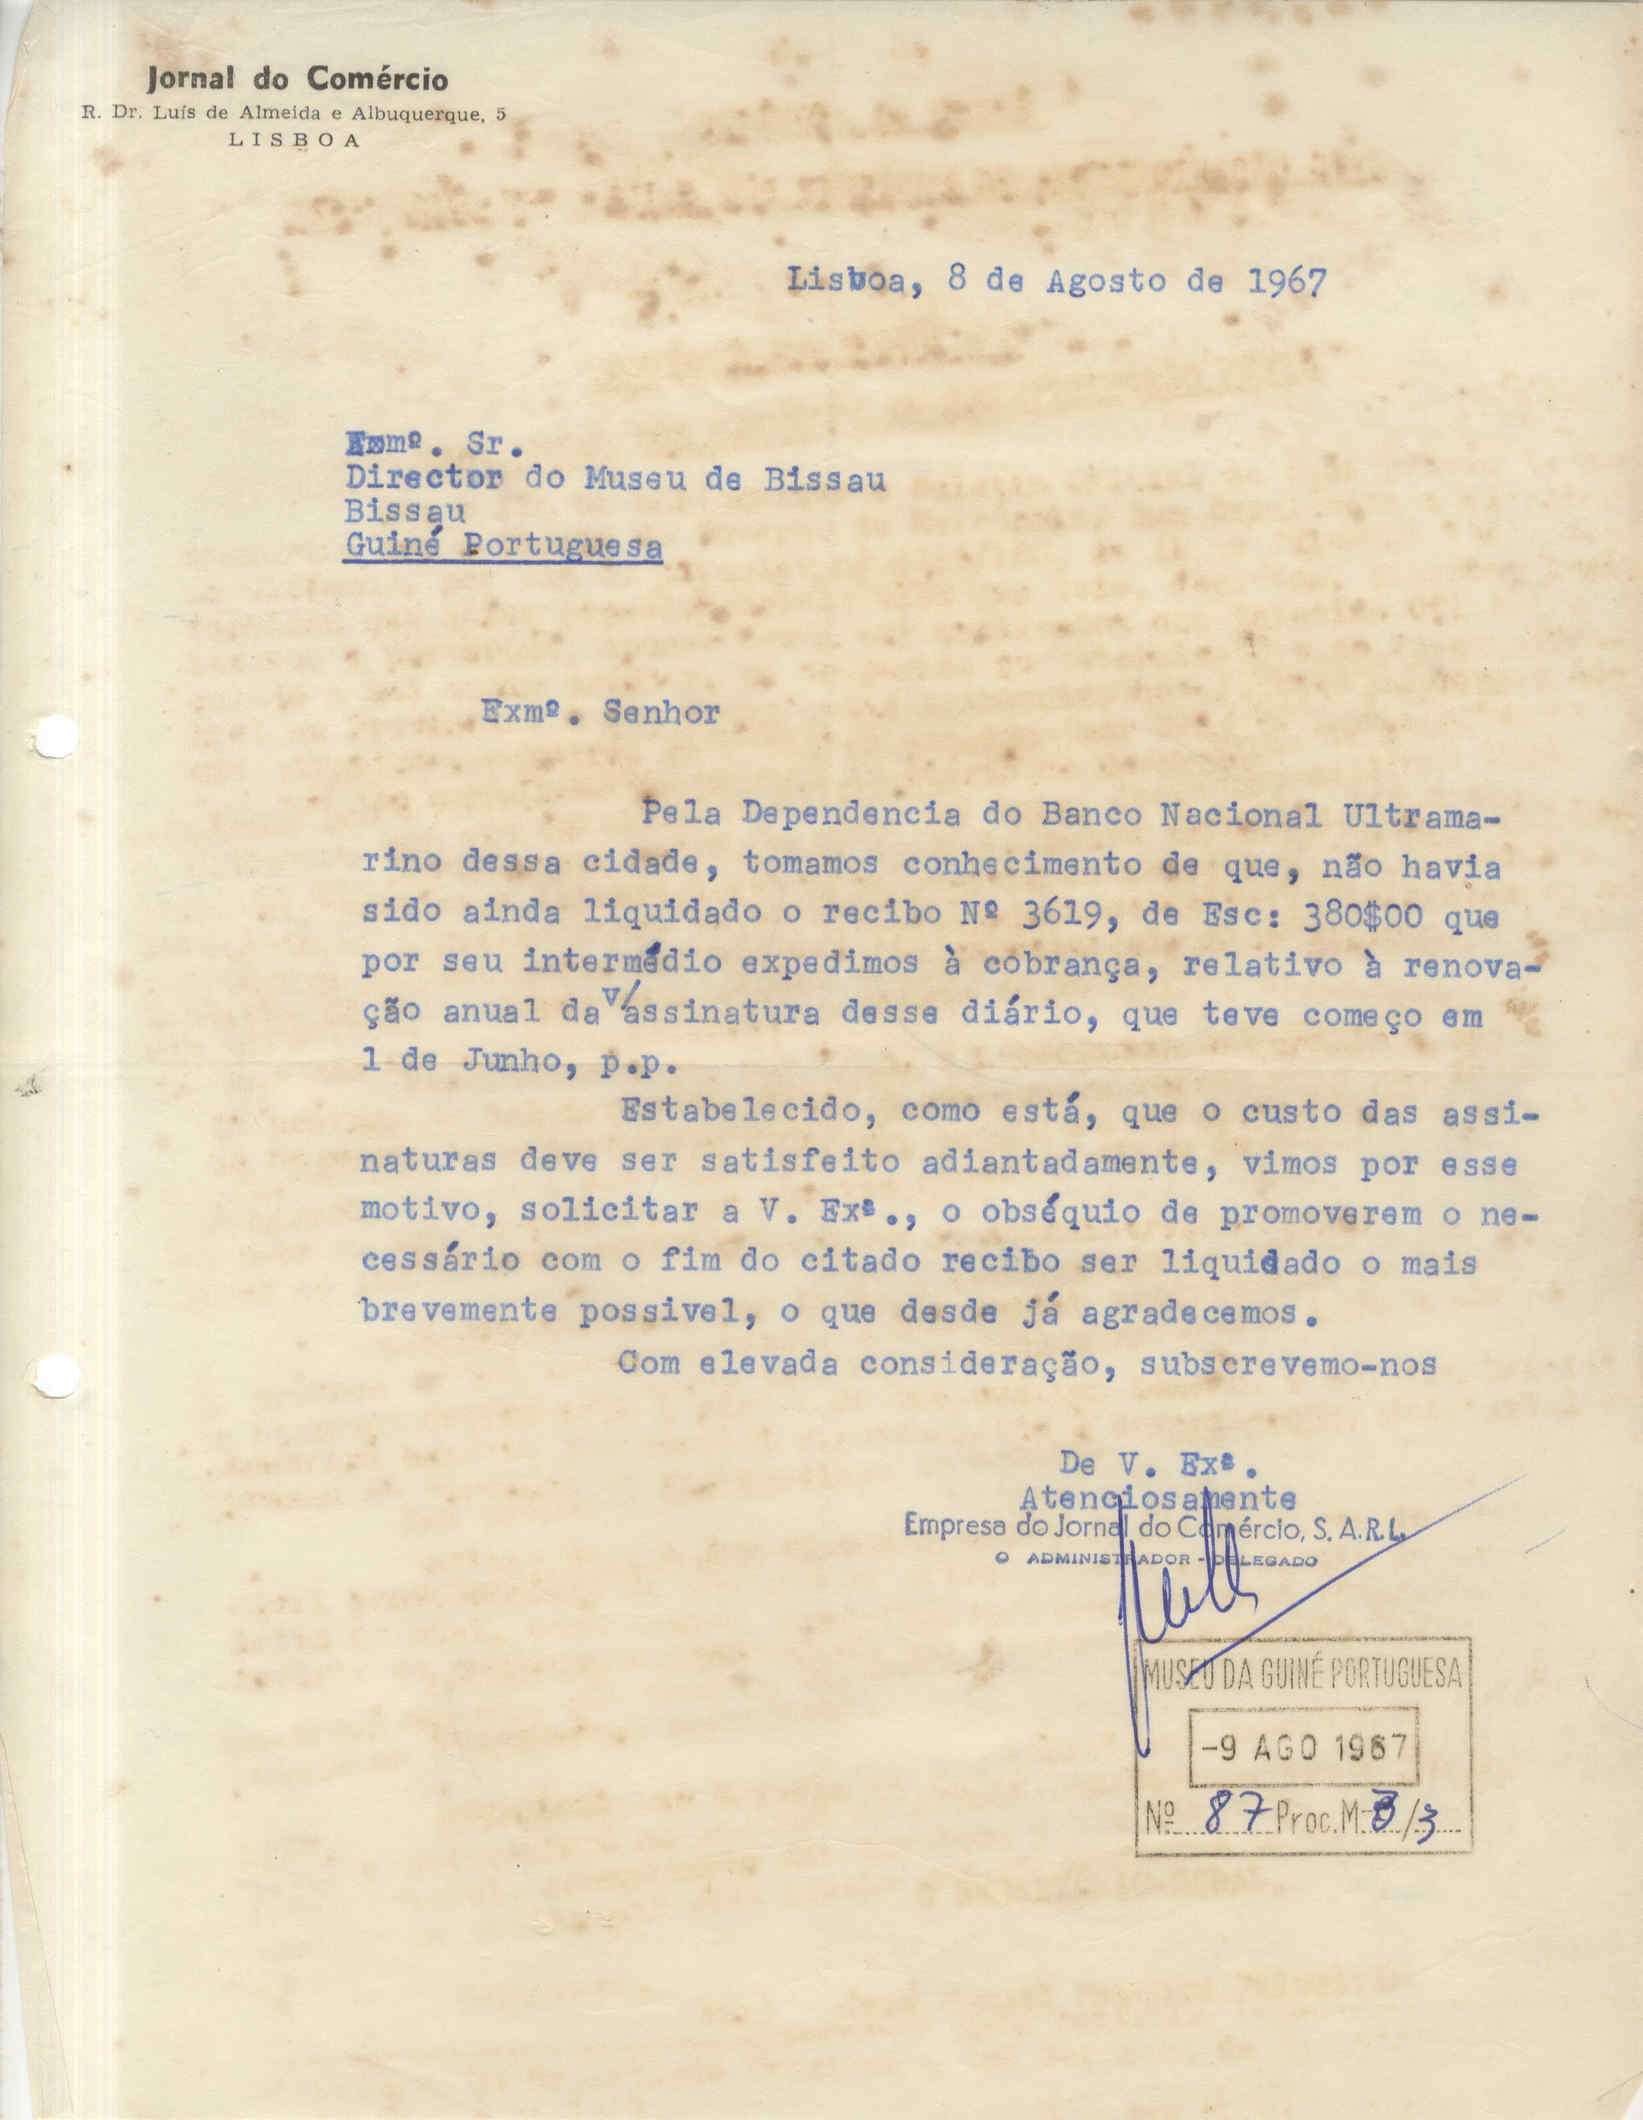 Jornal do Comércio
R. Dr. Luís de Almeida e Albuquerque, 5
LISBOA
Lisboa, 8 de Agosto de 1967
Exmº. Sr.
Director do Museu de Bissau
Bissau
Guiné Portuguesa
Exmº. Senhor
Pela Dependencia do Banco Nacional Ultrama-
rino dessa cidade, tomamos conhecimento de que, não havia
sido ainda liquidado o recibo Nº 3619, de Esc: 380$00 que
por seu intermédio expedimos à cobrança, relativo à renova-
ção anual da v/assinatura desse diário, que teve começo em
1 de Junho, p.p.
Estabelecido, como está, que o custo das assi-
naturas deve ser satisfeito adiantadamente, vimos por esse
motivo, solicitar a V. Exª., o obséquio de promoverem o ne-
cessário com o fim do citado recibo ser liquidado o mais
brevemente possivel, o que desde já agradecemos.
Com elevada consideração, subscrevemo-nos
De V. Exª.
Atenciosamente
Empresa do Jornal do Comércio, S. A. R. L.
O ADMINISTRADOR - DELEGADO
MUSEU DA GUINÉ PORTUGUESA
-9 AGO 1967
Nº 87 Proc. M-3/3